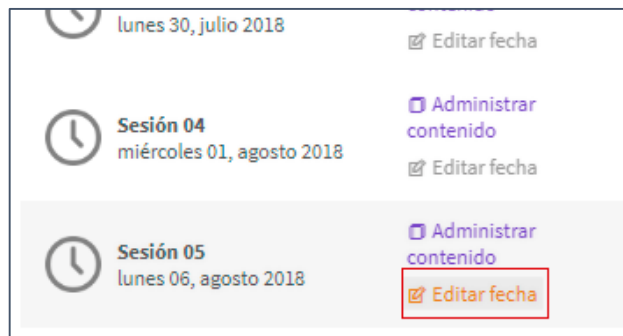 lunes 30, julio 2018
Editar fecha
Sesión 04
miércoles 01, agosto 2018
Administrar
contenido
Editar fecha
Sesión 05
lunes 06, agosto 2018
Administrar
contenido
Editar fecha